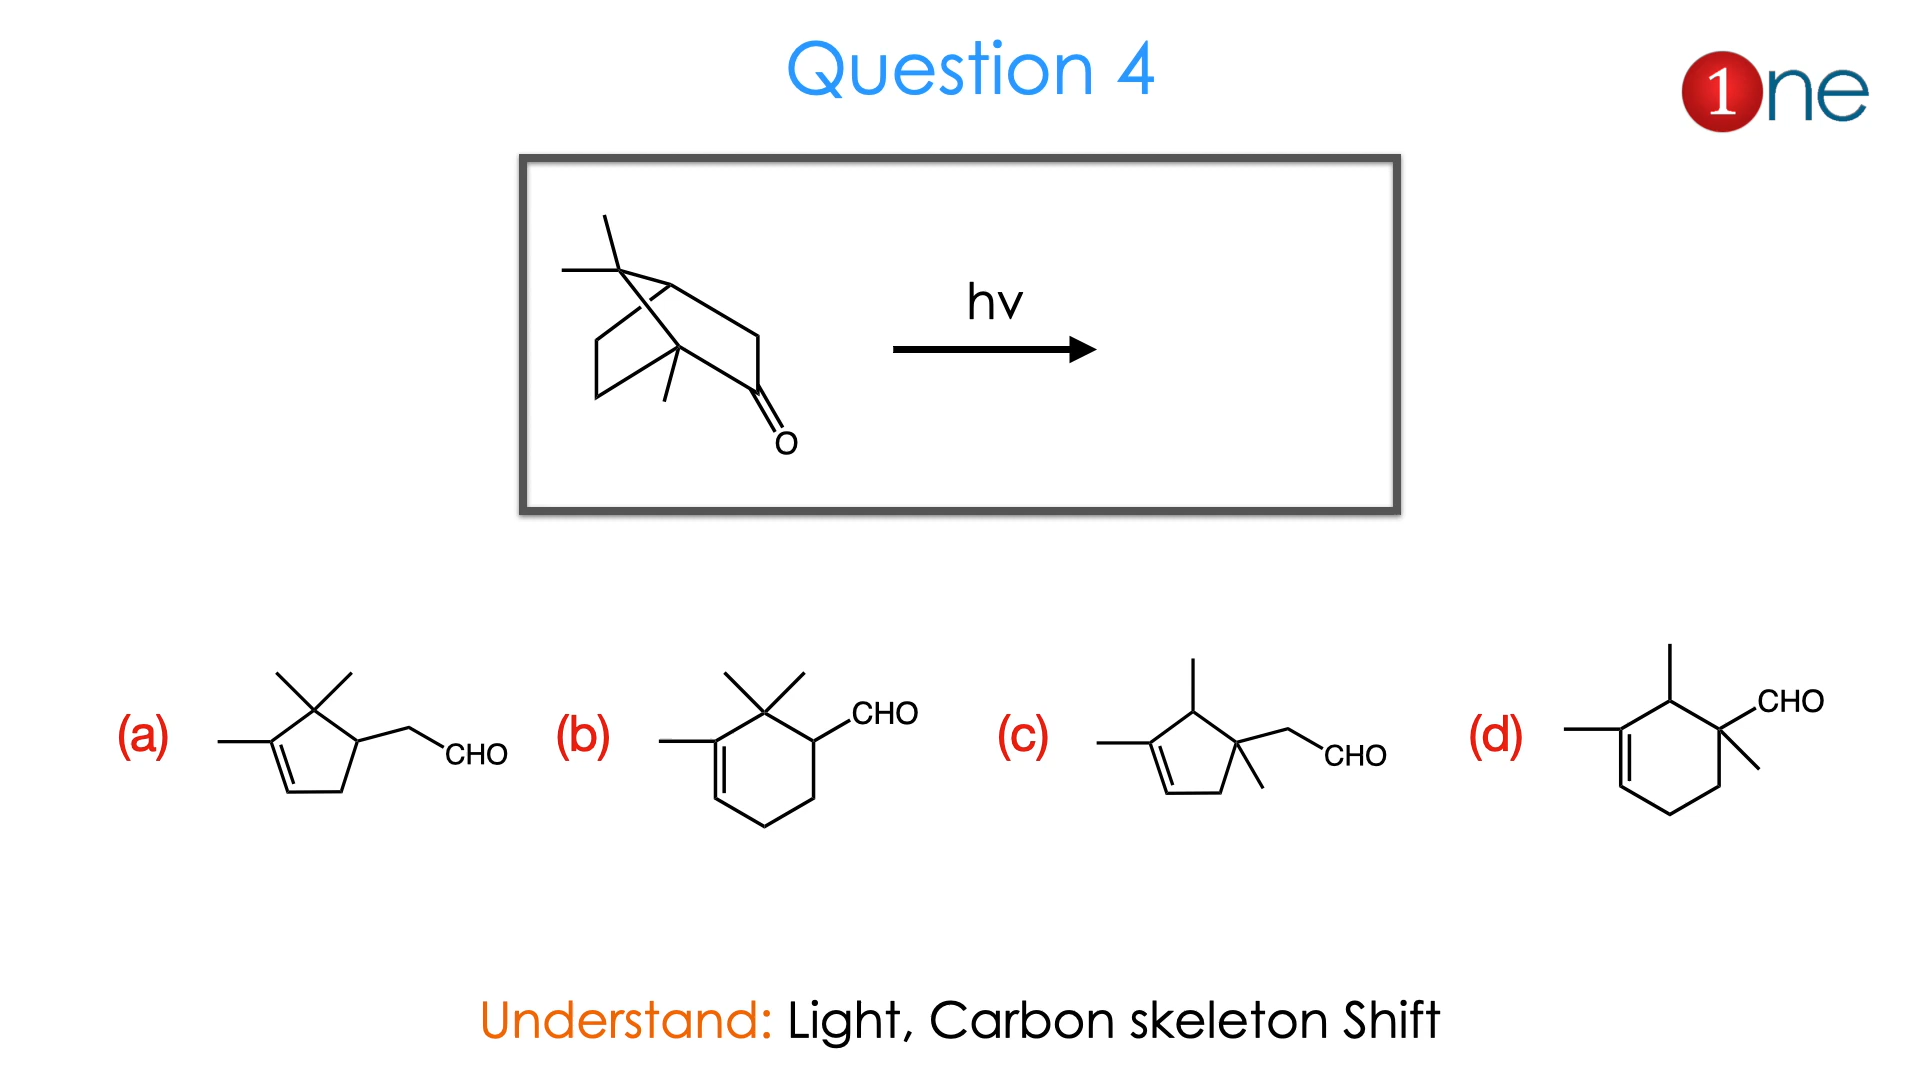 Question 4
1ne
hv
O
(a)
CHO
(b)
CHO
(c)
CHO
(d)
CHO
Understand: Light, Carbon skeleton Shift